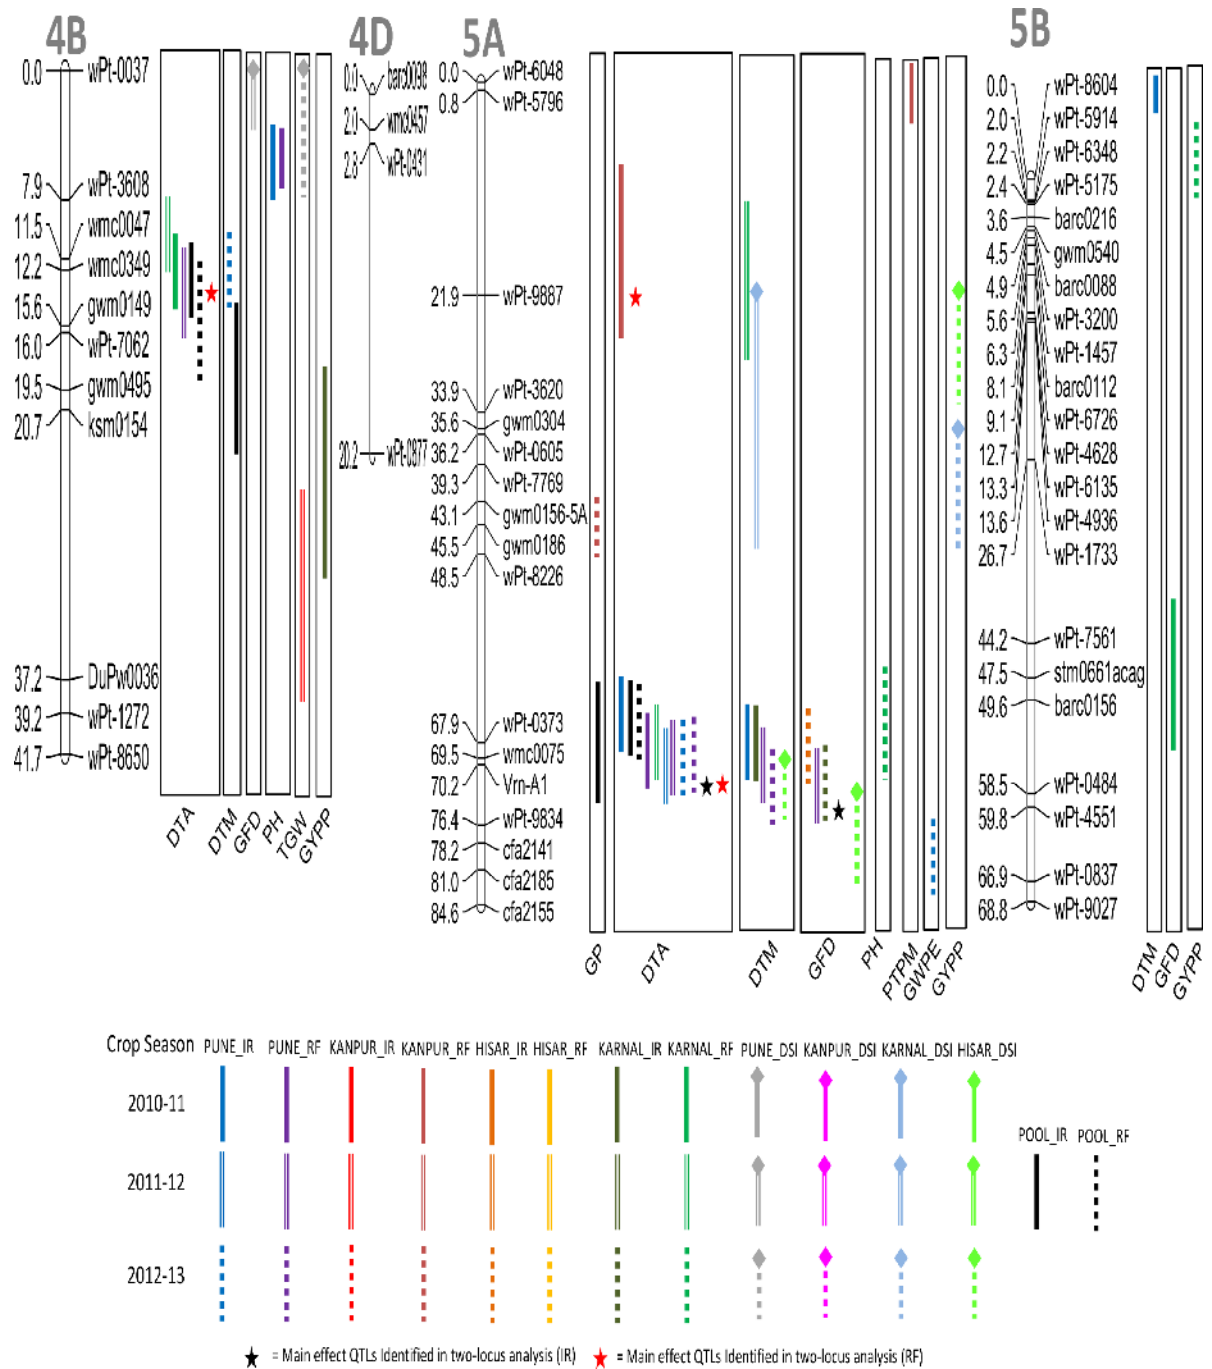 4B
0.0 wPt-0037
7.9 wPt-3608
11.5 wmc0047
12.2 wmc0349
15.6 gwm0149
16.0 wPt-7062
19.5 gwm0495
20.7 ksm0154
37.2 DuPw0036
39.2 wPt-1272
41.7 wPt-8650
DTA DTM GFD PH TGW GYPP
4D
0.0 barc0098
2.0 wmc0457
2.8 wPt-0431
20.2 wPt-0877
5A
0.0 wPt-6048
0.8 wPt-5796
21.9 wPt-9887
33.9 wPt-3620
35.6 gwm0304
36.2 wPt-0605
39.3 wPt-7769
43.1 gwm0156-5A
45.5 gwm0186
48.5 wPt-8226
67.9 wPt-0373
69.5 wmc0075
70.2 Vrn-A1
76.4 wPt-9834
78.2 cfa2141
81.0 cfa2185
84.6 cfa2155
GP DTA DTM GFD PH PTPM GWPE GYPP
5B
0.0 wPt-8604
2.0 wPt-5914
2.2 wPt-6348
2.4 wPt-5175
3.6 barc0216
4.5 gwm0540
4.9 barc0088
5.6 wPt-3200
6.3 wPt-1457
8.1 barc0112
9.1 wPt-6726
12.7 wPt-4628
13.3 wPt-6135
13.6 wPt-4936
26.7 wPt-1733
44.2 wPt-7561
47.5 stm0661acag
49.6 barc0156
58.5 wPt-0484
59.8 wPt-4551
66.9 wPt-0837
68.8 wPt-9027
DTM GFD GYPP
Crop Season PUNE_IR PUNE_RF KANPUR_IR KANPUR_RF HISAR_IR HISAR_RF KARNAL_IR KARNAL_RF PUNE_DSI KANPUR_DSI KARNAL_DSI HISAR_DSI
2010-11
POOL_IR POOL_RF
2011-12
2012-13
= Main effect QTLs Identified in two-locus analysis (IR) = Main effect QTLs Identified in two-locus analysis (RF)